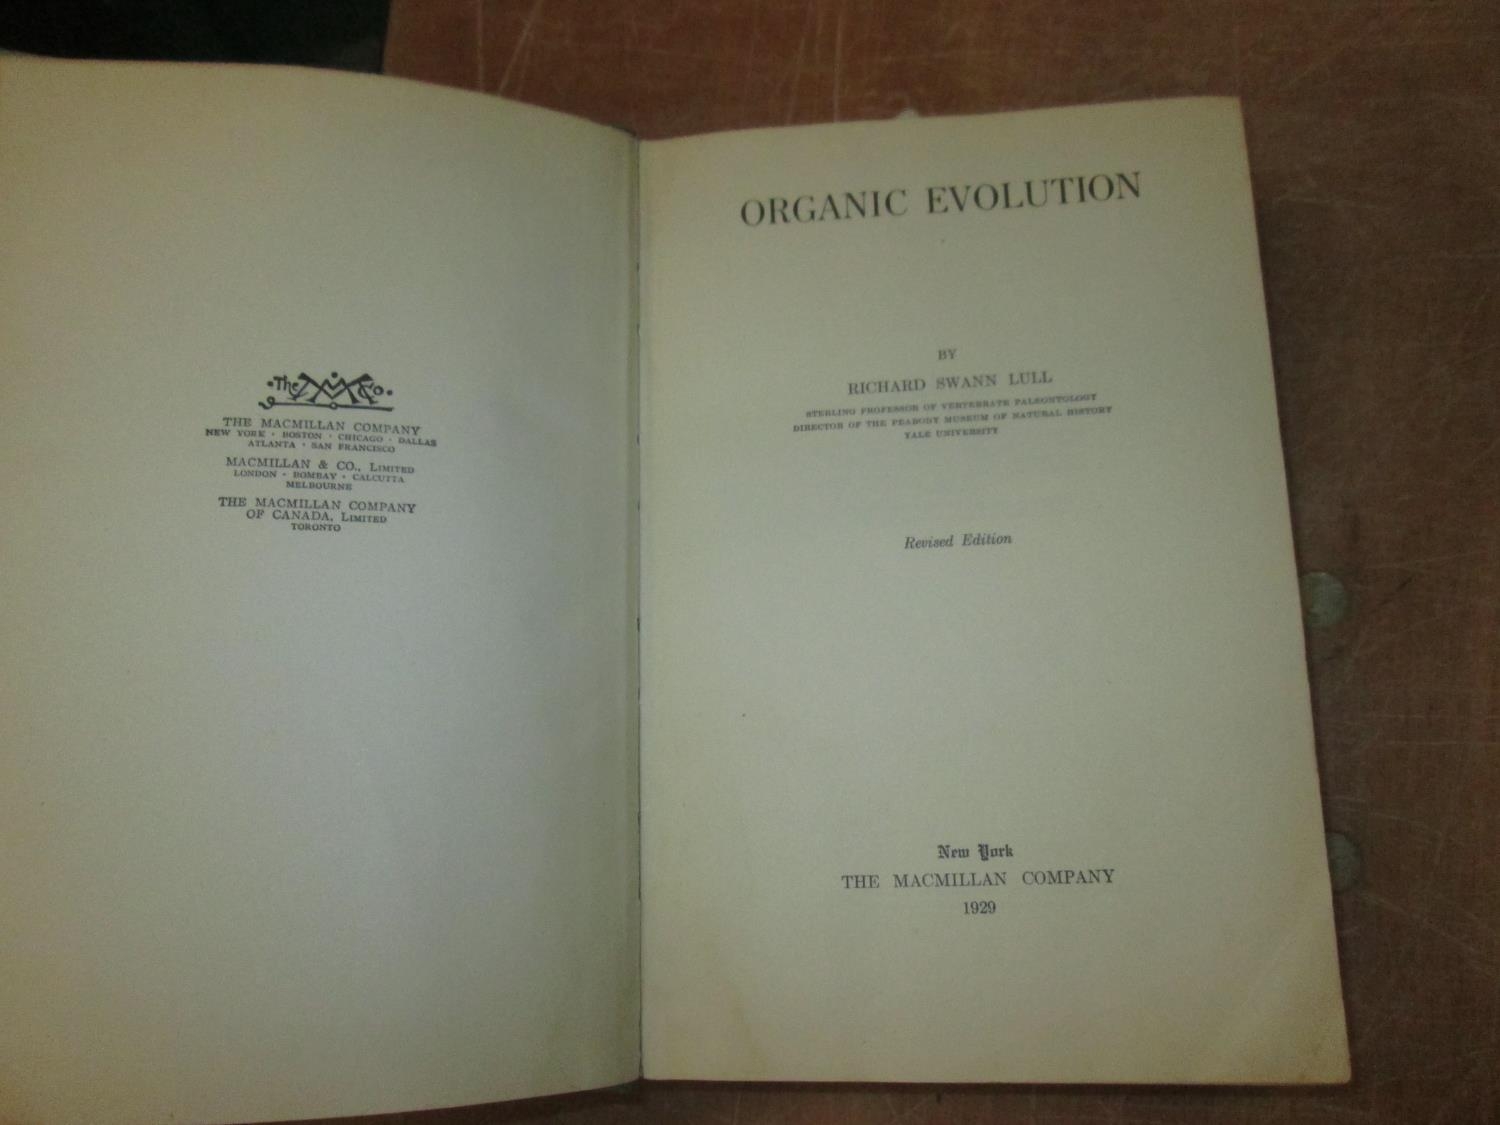 The MM Co.
THE MACMILLAN COMPANY
NEW YORK · BOSTON · CHICAGO · DALLAS
ATLANTA · SAN FRANCISCO
MACMILLAN & CO., LIMITED
LONDON · BOMBAY · CALCUTTA
MELBOURNE
THE MACMILLAN COMPANY
OF CANADA, LIMITED
TORONTO
ORGANIC EVOLUTION
BY
RICHARD SWANN LULL
STERLING PROFESSOR OF VERTEBRATE PALEONTOLOGY
DIRECTOR OF THE PEABODY MUSEUM OF NATURAL HISTORY
YALE UNIVERSITY
Revised Edition
New York
THE MACMILLAN COMPANY
1929